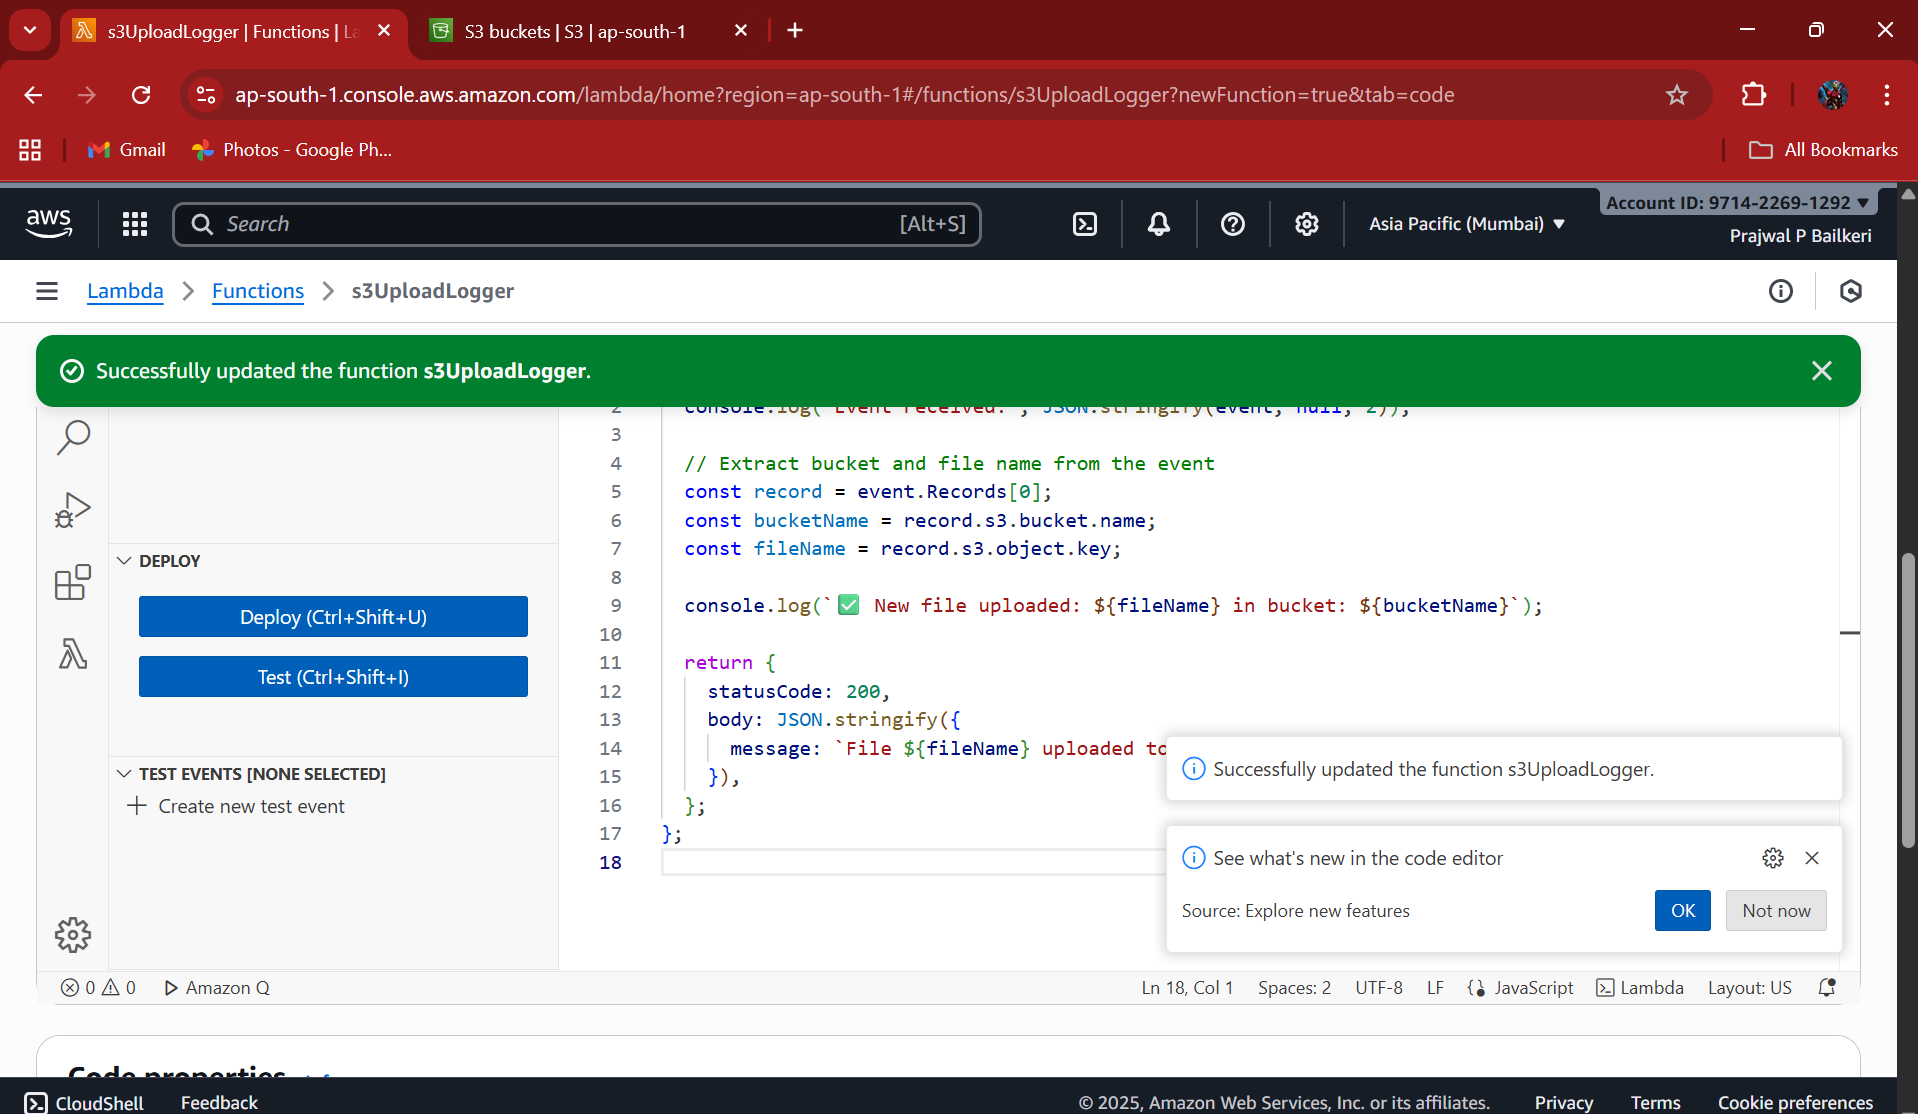 s3UploadLogger | Functions | La
S3 buckets | S3 | ap-south-1
ap-south-1.console.aws.amazon.com/lambda/home?region=ap-south-1#/functions/s3UploadLogger?newFunction=true&tab=code
Gmail
Photos - Google Ph...
All Bookmarks
aws
Search
[Alt+S]
Asia Pacific (Mumbai)
Account ID: 9714-2269-1292
Prajwal P Bailkeri
Lambda > Functions > s3UploadLogger
Successfully updated the function s3UploadLogger.
2 console.log("Event received:", JSON.stringify(event, null, 2));
3
4 // Extract bucket and file name from the event
5 const record = event.Records[0];
6 const bucketName = record.s3.bucket.name;
7 const fileName = record.s3.object.key;
8
9 console.log(`✅ New file uploaded: ${fileName} in bucket: ${bucketName}`);
10
11 return {
12 statusCode: 200,
13 body: JSON.stringify({
14 message: `File ${fileName} uploaded to
15 }),
16 };
17 };
18
DEPLOY
Deploy (Ctrl+Shift+U)
Test (Ctrl+Shift+I)
TEST EVENTS [NONE SELECTED]
+ Create new test event
Successfully updated the function s3UploadLogger.
See what's new in the code editor
Source: Explore new features
OK
Not now
0 0 Amazon Q
Ln 18, Col 1 Spaces: 2 UTF-8 LF JavaScript Lambda Layout: US
Code properties
CloudShell Feedback
© 2025, Amazon Web Services, Inc. or its affiliates. Privacy Terms Cookie preferences